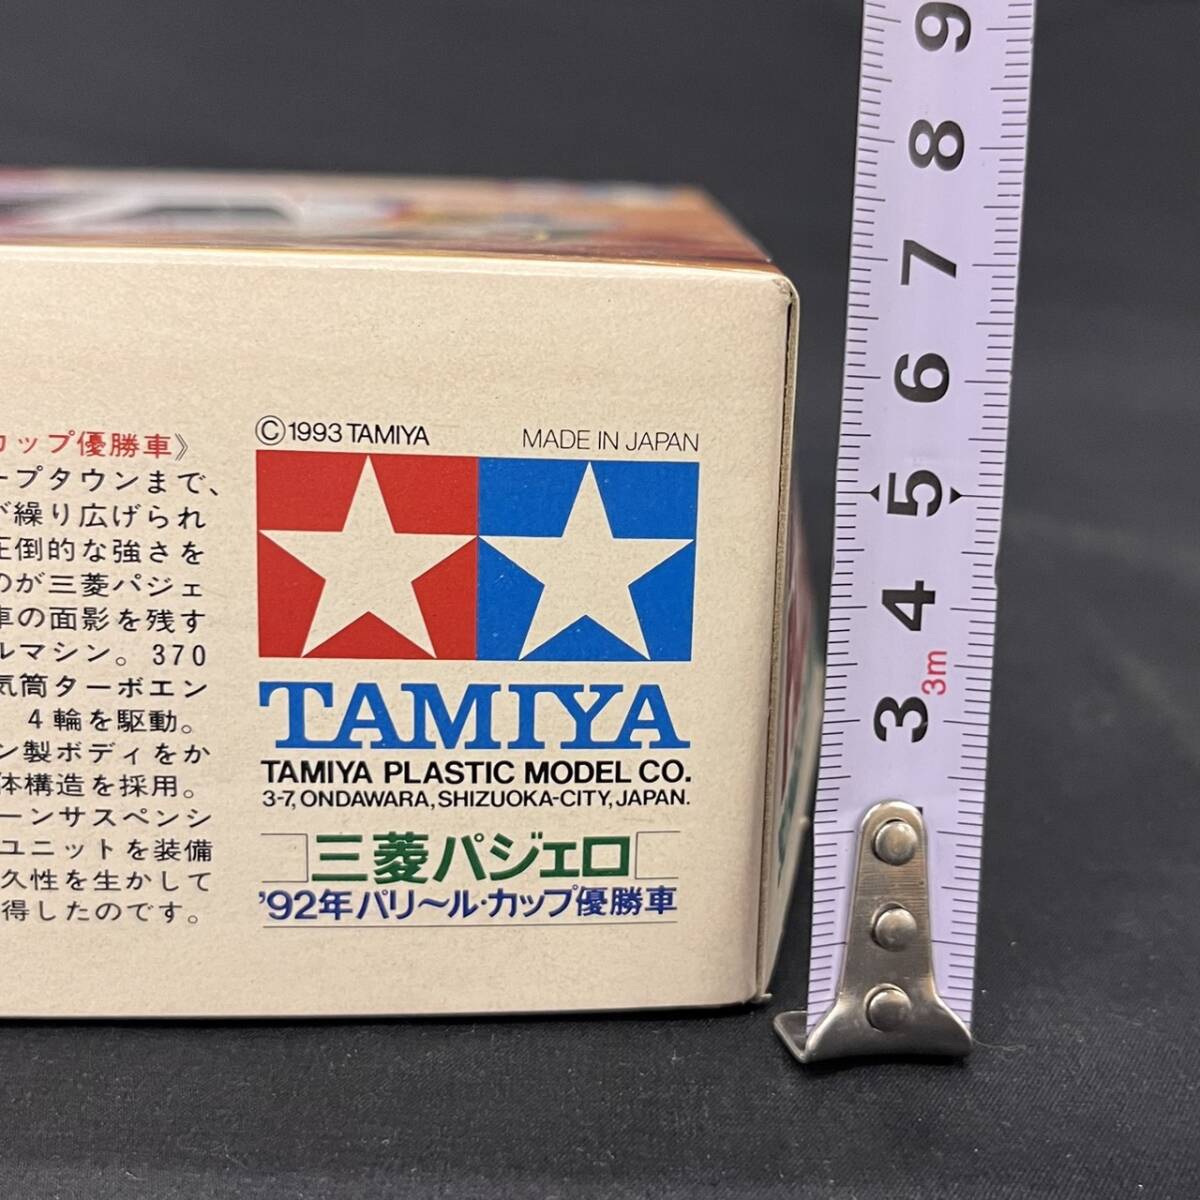 カップ優勝車》
ープタウンまで、
が繰り広げられ
圧倒的な強さを
のが三菱パジェ
車の面影を残す
ルマシン。370
気筒ターボエン
4輪を駆動。
ン製ボディをか
体構造を採用。
ーンサスペンシ
ユニットを装備
久性を生かして
得したのです。
©1993 TAMIYA
MADE IN JAPAN
TAMIYA
TAMIYA PLASTIC MODEL CO.
3-7, ONDAWARA, SHIZUOKA-CITY, JAPAN.
三菱パジェロ
'92年パリ〜ル・カップ優勝車
9
8
7
6
5
4
3m
3